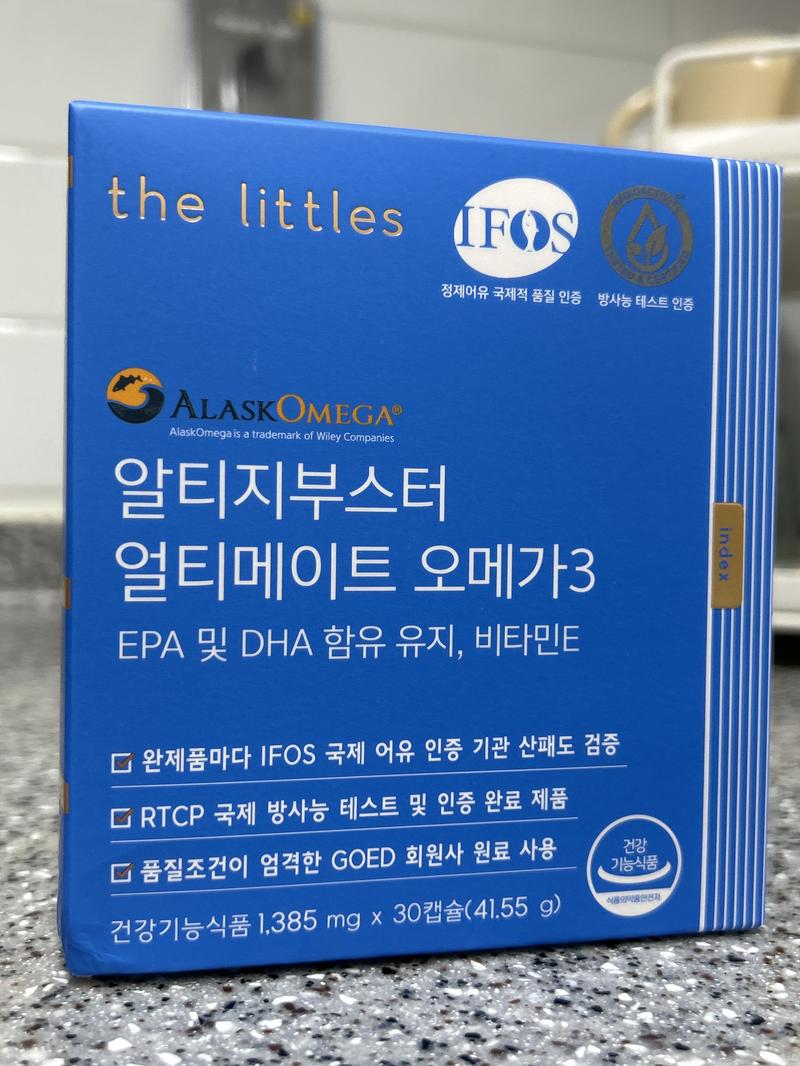 the littles
IFOS
정제어유 국제적 품질 인증
방사능 테스트 인증
ALASKOMEGA®
AlaskOmega is a trademark of Wiley Companies
알티지부스터
얼티메이트 오메가3
EPA 및 DHA 함유 유지, 비타민E
index
완제품마다 IFOS 국제 어유 인증 기관 산패도 검증
RTCP 국제 방사능 테스트 및 인증 완료 제품
품질조건이 엄격한 GOED 회원사 원료 사용
건강
기능식품
식품의약품안전처
건강기능식품 1,385 mg x 30캡슐(41.55 g)